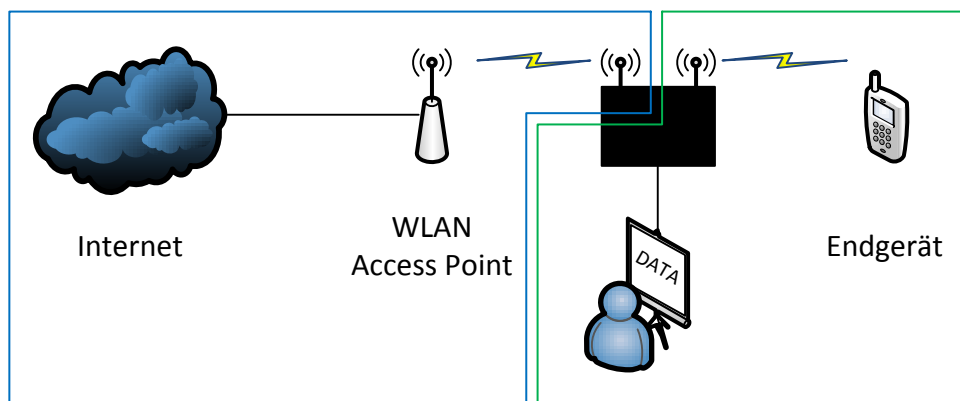 Internet
WLAN
Access Point
DATA
Endgerät